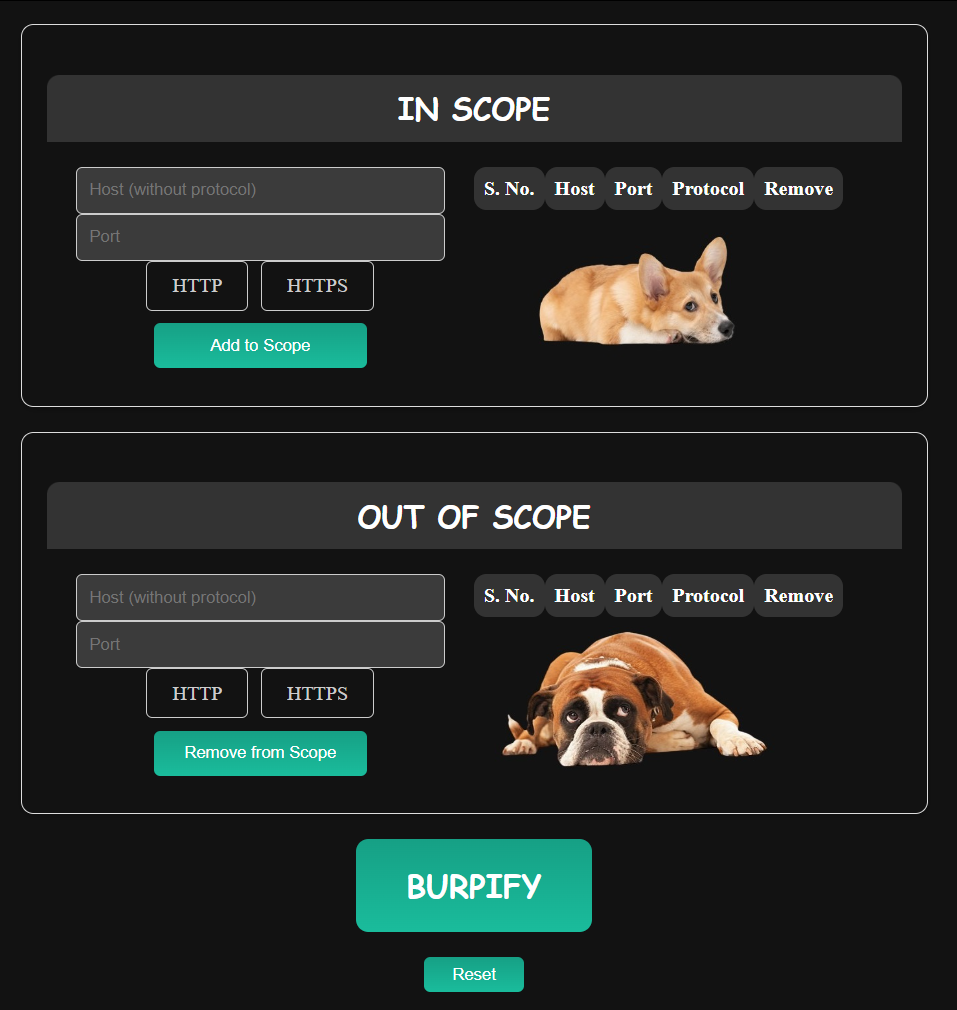 IN SCOPE
Host (without protocol)
Port
HTTP HTTPS
Add to Scope
S. No. Host Port Protocol Remove
OUT OF SCOPE
Host (without protocol)
Port
HTTP HTTPS
Remove from Scope
S. No. Host Port Protocol Remove
BURPIFY
Reset